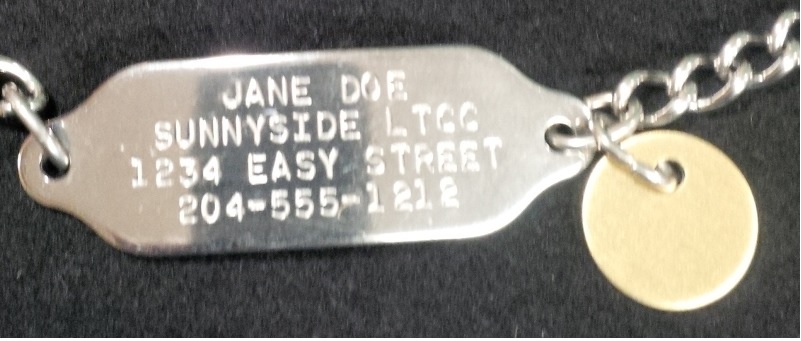 JANE DOE
SUNNYSIDE LTCC
1234 EASY STREET
204-555-1212